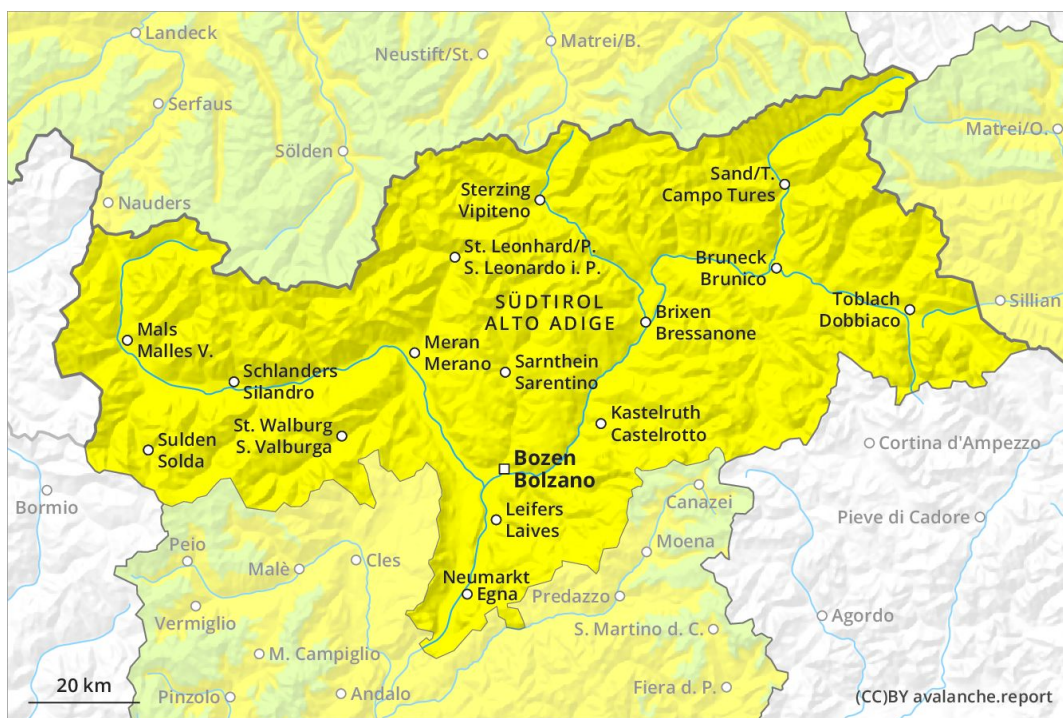 Landeck
Neustift/St.
Matrei/B.
Serfaus
Sölden
Matrei/O.
Nauders
Sand/T.
Campo Tures
Sterzing
Vipiteno
St. Leonhard/P.
S. Leonardo i. P.
Bruneck
Brunico
SÜDTIROL
ALTO ADIGE
Toblach
Dobbiaco
Sillian
Brixen
Bressanone
Mals
Malles V.
Meran
Merano
Sarnthein
Sarentino
Schlanders
Silandro
Kastelruth
Castelrotto
St. Walburg
S. Valburga
Sulden
Solda
Cortina d'Ampezzo
Bozen
Bolzano
Bormio
Canazei
Leifers
Laives
Pieve di Cadore
Peio
Moena
Cles
Malè
Neumarkt
Egna
Predazzo
Vermiglio
Agordo
S. Martino d. C.
M. Campiglio
20 km
Pinzolo
Andalo
Fiera d. P.
(CC)BY avalanche.report